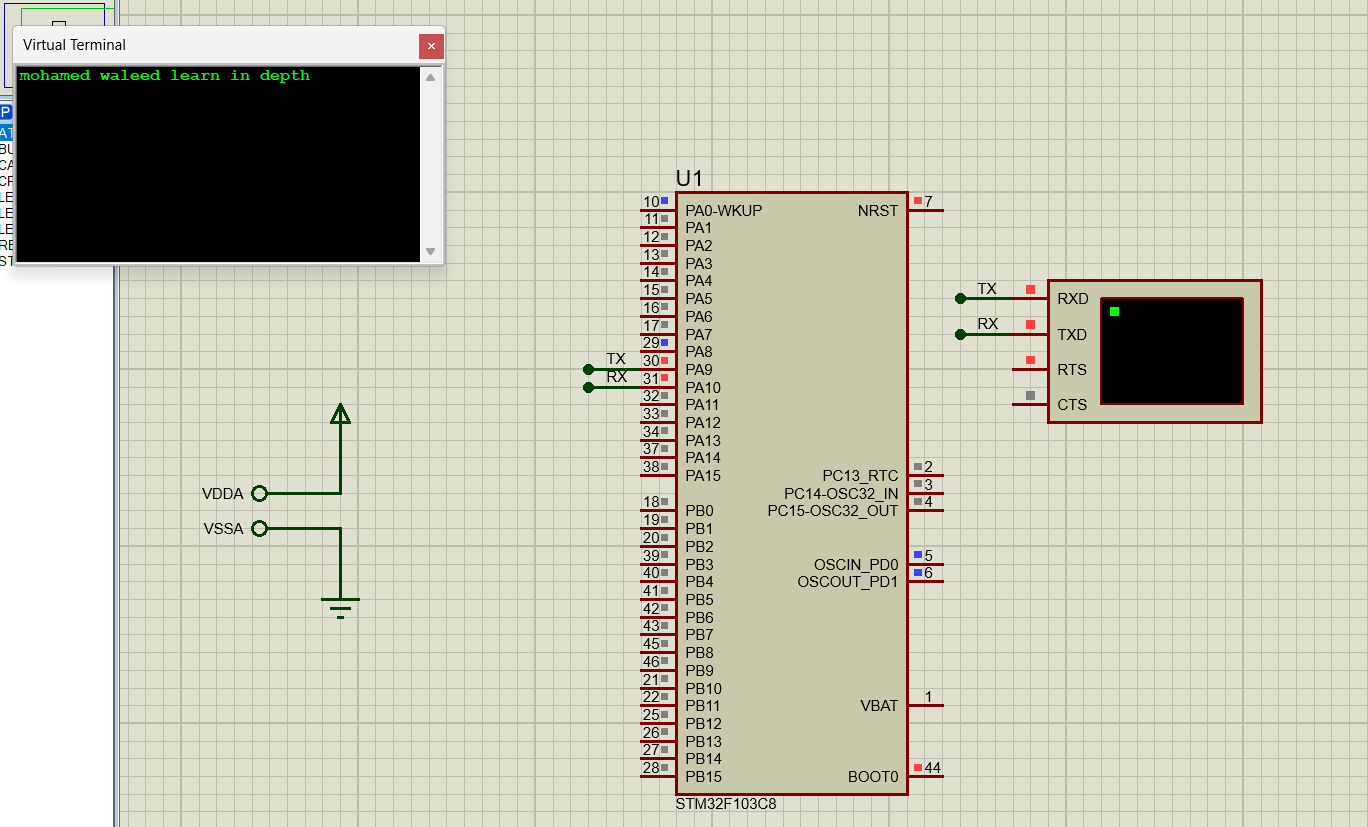 Virtual Terminal
mohamed waleed learn in depth
P
AT
BU
CA
CF
LE
LE
LE
RE
ST
U1
10 PA0-WKUP
11 PA1
12 PA2
13 PA3
14 PA4
15 PA5
16 PA6
17 PA7
29 PA8
TX 30 PA9
RX 31 PA10
32 PA11
33 PA12
34 PA13
37 PA14
38 PA15
18 PB0
19 PB1
20 PB2
39 PB3
40 PB4
41 PB5
42 PB6
43 PB7
45 PB8
46 PB9
21 PB10
22 PB11
25 PB12
26 PB13
27 PB14
28 PB15
NRST 7
PC13_RTC 2
PC14-OSC32_IN 3
PC15-OSC32_OUT 4
OSCIN_PD0 5
OSCOUT_PD1 6
VBAT 1
BOOT0 44
STM32F103C8
TX RXD
RX TXD
RTS
CTS
VDDA
VSSA